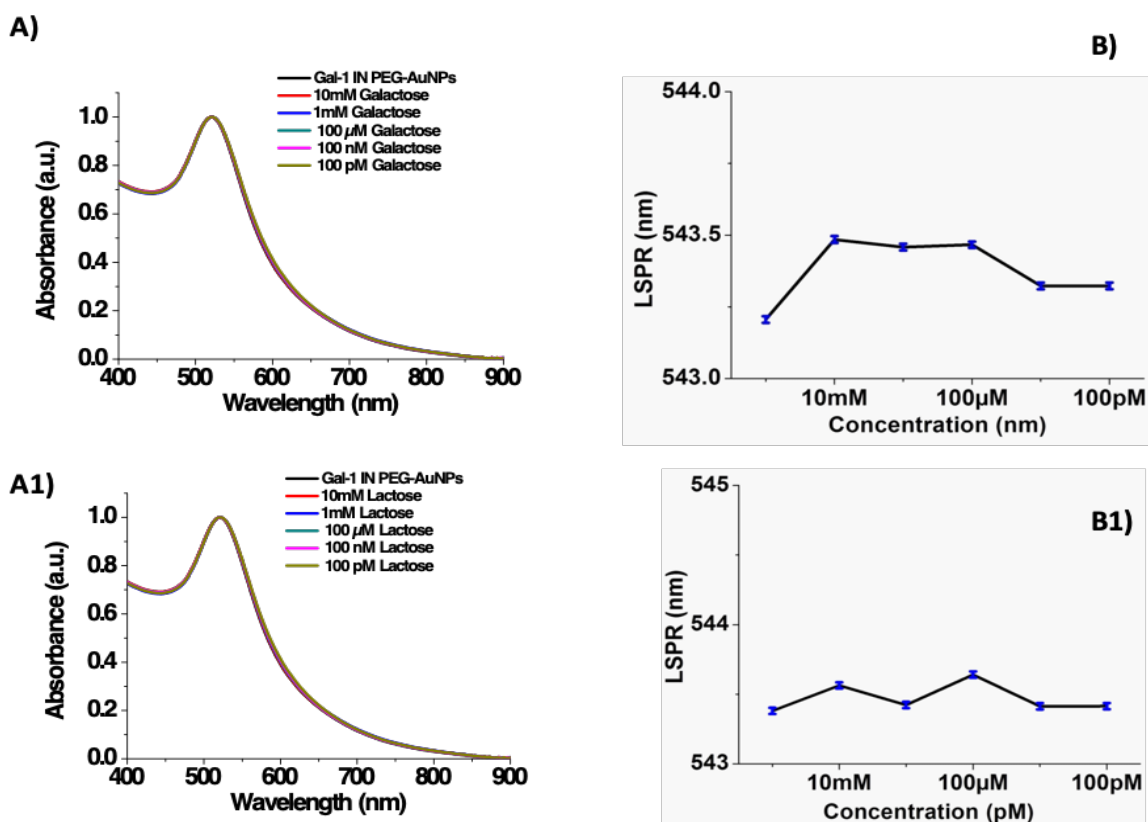 A)
Gal-1 IN PEG-AuNPs
10mM Galactose
1mM Galactose
100 µM Galactose
100 nM Galactose
100 pM Galactose
1.0
0.8
0.6
0.4
0.2
0.0
Absorbance (a.u.)
400 500 600 700 800 900
Wavelength (nm)
B)
544.0
543.5
543.0
LSPR (nm)
10mM 100µM 100pM
Concentration (nm)
A1)
Gal-1 IN PEG-AuNPs
10mM Lactose
1mM Lactose
100 µM Lactose
100 nM Lactose
100 pM Lactose
1.0
0.8
0.6
0.4
0.2
0.0
Absorbance (a.u.)
400 500 600 700 800 900
Wavelength (nm)
B1)
545
544
543
LSPR (nm)
10mM 100µM 100pM
Concentration (pM)